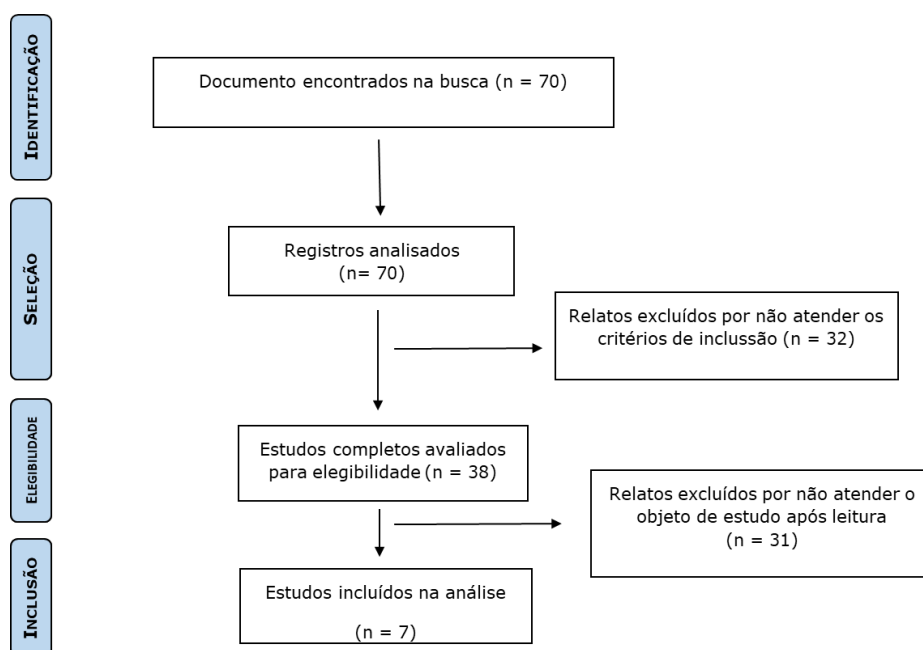 IDENTIFICAÇÃO
Documento encontrados na busca (n = 70)
SELEÇÃO
Registros analisados
(n= 70)
Relatos excluídos por não atender os
critérios de inclussão (n = 32)
ELEGIBILIDADE
Estudos completos avaliados
para elegibilidade (n = 38)
Relatos excluídos por não atender o
objeto de estudo após leitura
(n = 31)
INCLUSÃO
Estudos incluídos na análise
(n = 7)